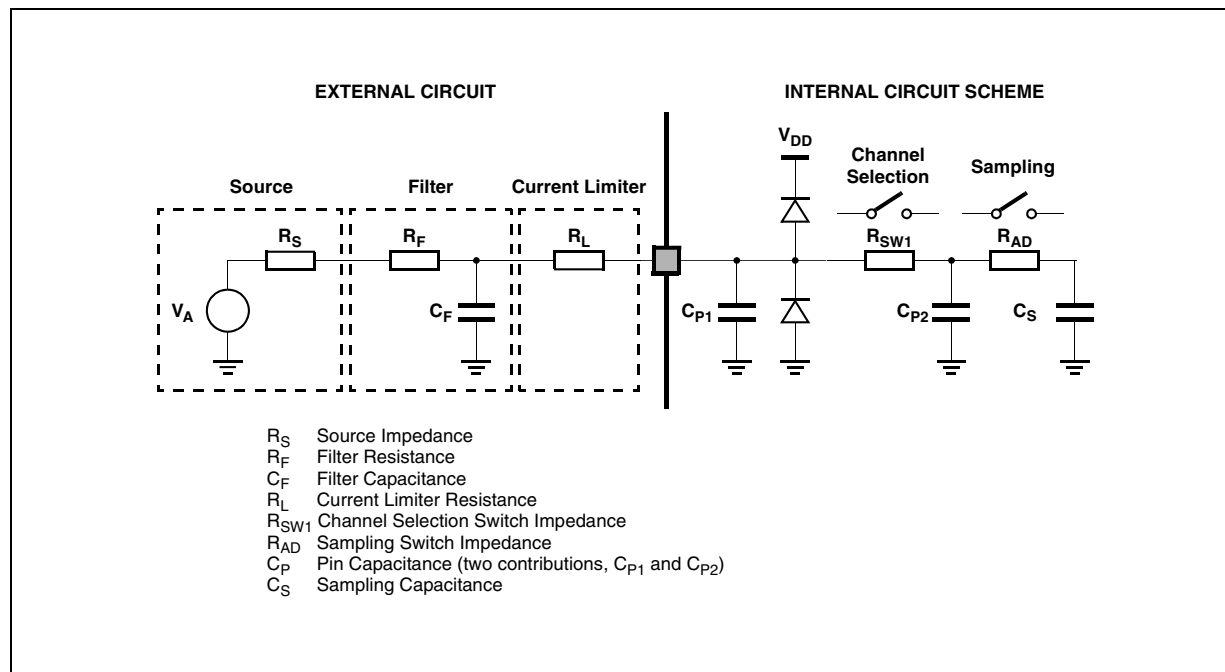 EXTERNAL CIRCUIT
INTERNAL CIRCUIT SCHEME
VDD
Channel
Selection
Sampling
Source
Filter
Current Limiter
RS
RF
RL
RSW1
RAD
VA
CF
CP1
CP2
CS
RS Source Impedance
RF Filter Resistance
CF Filter Capacitance
RL Current Limiter Resistance
RSW1 Channel Selection Switch Impedance
RAD Sampling Switch Impedance
CP Pin Capacitance (two contributions, CP1 and CP2)
CS Sampling Capacitance